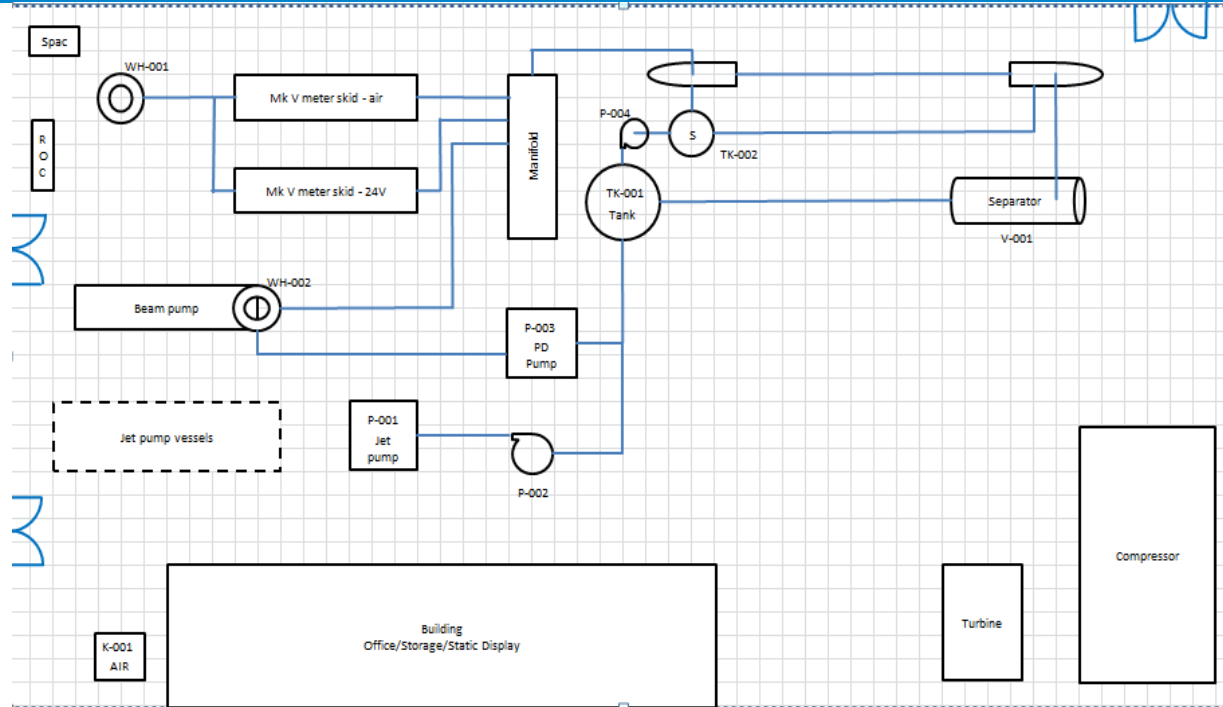 Spac
WH-001
Mk V meter skid - air
P-004
S
TK-002
R
O
C
Manifold
Mk V meter skid - 24V
TK-001
Tank
Separator
V-001
WH-002
Beam pump
P-003
PD
Pump
Jet pump vessels
P-001
Jet
pump
P-002
Compressor
Building
Office/Storage/Static Display
Turbine
K-001
AIR